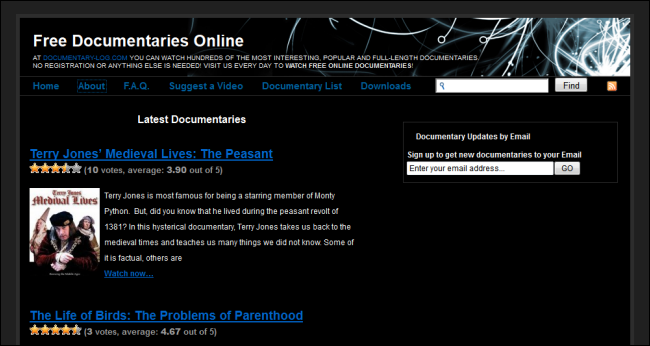 Free Documentaries Online
AT DOCUMENTARY-LOG.COM YOU CAN WATCH HUNDREDS OF THE MOST INTERESTING, POPULAR AND FULL-LENGTH DOCUMENTARIES.
NO REGISTRATION OR ANYTHING ELSE IS NEEDED! VISIT US EVERY DAY TO WATCH FREE ONLINE DOCUMENTARIES!
Home About F.A.Q. Suggest a Video Documentary List Downloads Find
Latest Documentaries
Terry Jones' Medieval Lives: The Peasant
(10 votes, average: 3.90 out of 5)
Terry Jones
Medival Lives
Terry Jones is most famous for being a starring member of Monty
Python. But, did you know that he lived during the peasant revolt of
1381? In this hysterical documentary, Terry Jones takes us back to the
medieval times and teaches us many things we did not know. Some of
it is factual, others are
Watch now...
The Life of Birds: The Problems of Parenthood
(3 votes, average: 4.67 out of 5)
Documentary Updates by Email
Sign up to get new documentaries to your Email
Enter your email address... GO